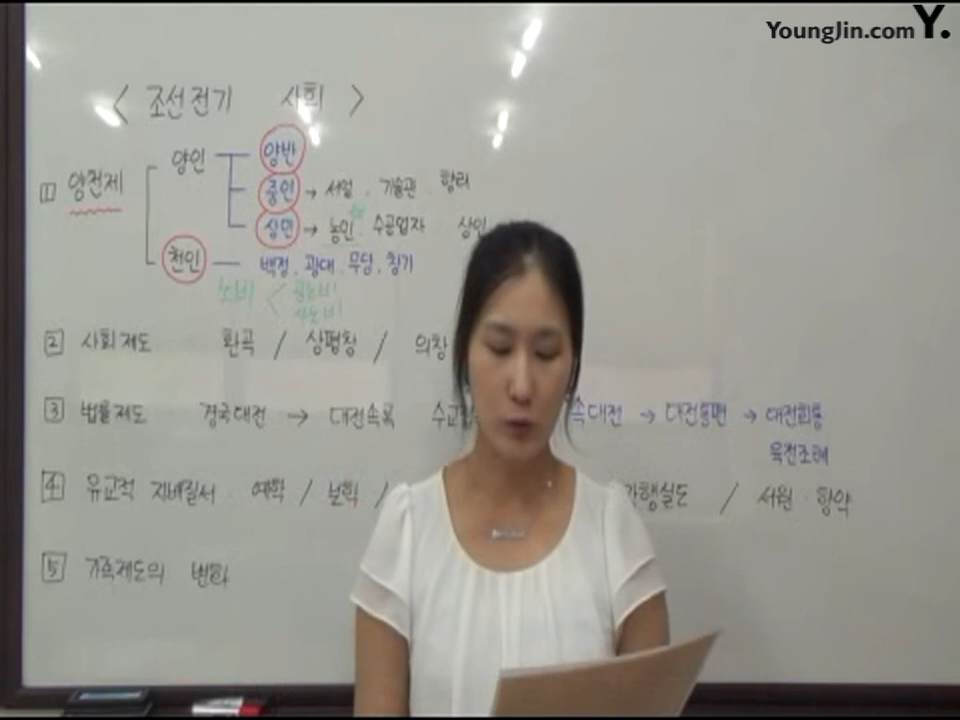 YoungJin.com Y.
〈 조선 전기 사회 〉
양인 양반
1 양천제 중인 → 서얼 . 기술관 . 향리
상민 → 농민 . 수공업자 상인
천인 백정 . 광대 . 무당 . 창기
노비 < 공노비
사노비
2 사회 제도 환곡 / 상평창 / 의창
3 법률제도 경국대전 → 대전속록 속대전 → 대전통편 → 대전회통
육전조례
4 유교적 지배질서 예학 / 보학 / 행실도 / 서원 향약
5 가족제도의 변화